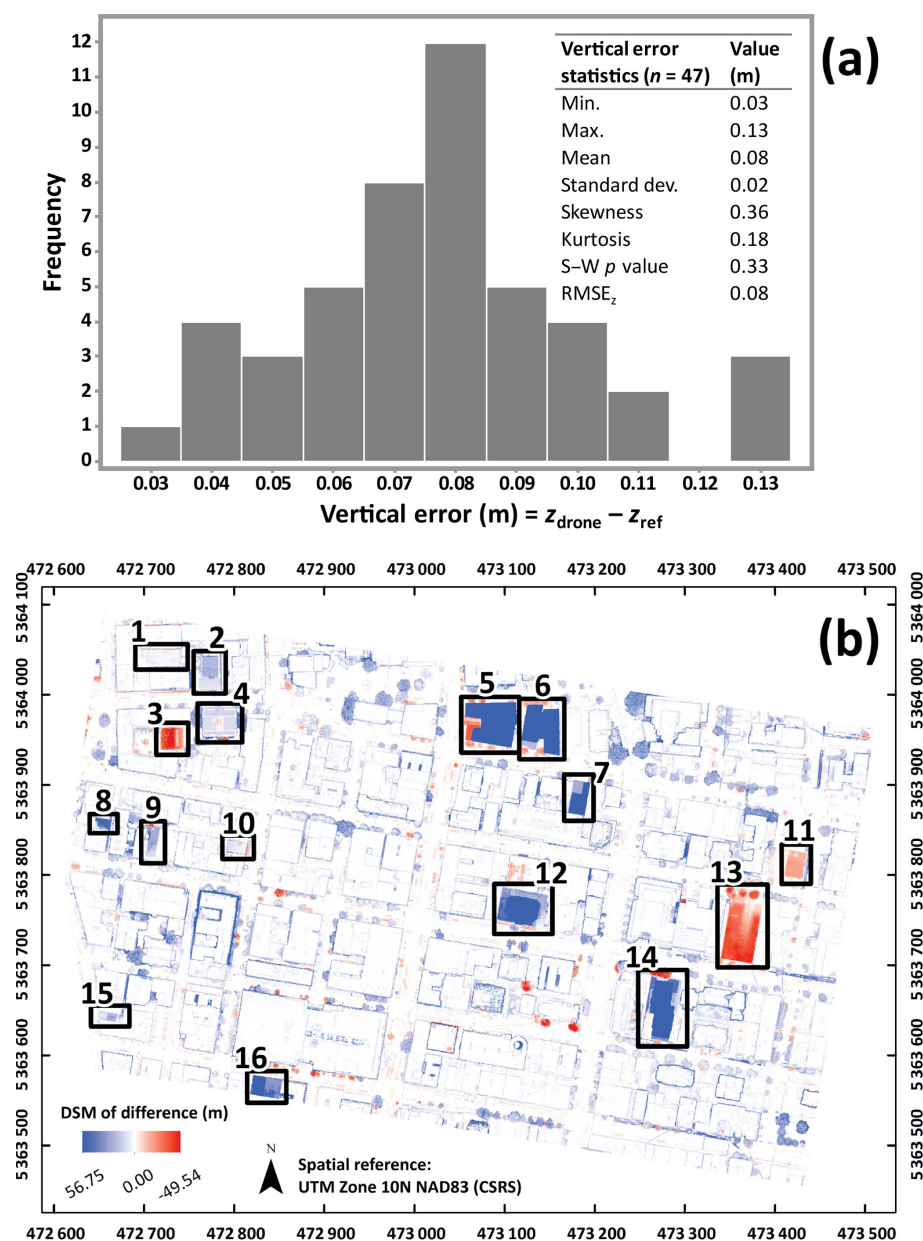 (a)
Vertical error statistics (n = 47) Value (m)
Min. 0.03
Max. 0.13
Mean 0.08
Standard dev. 0.02
Skewness 0.36
Kurtosis 0.18
S–W p value 0.33
RMSEz 0.08
Frequency
12
11
10
9
8
7
6
5
4
3
2
1
0
0.03 0.04 0.05 0.06 0.07 0.08 0.09 0.10 0.11 0.12 0.13
Vertical error (m) = zdrone – zref
472 600 472 700 472 800 472 900 473 000 473 100 473 200 473 300 473 400 473 500
5 364 100
5 364 000
5 363 900
5 363 800
5 363 700
5 363 600
5 363 500
(b)
1
2
3
4
5
6
7
8
9
10
11
12
13
14
15
16
5 364 000
5 364 000
5 363 900
5 363 800
5 363 700
5 363 600
5 363 500
DSM of difference (m)
56.75 0.00 -49.54
N
Spatial reference:
UTM Zone 10N NAD83 (CSRS)
472 600 472 700 472 800 472 900 473 000 473 100 473 200 473 300 473 400 473 500